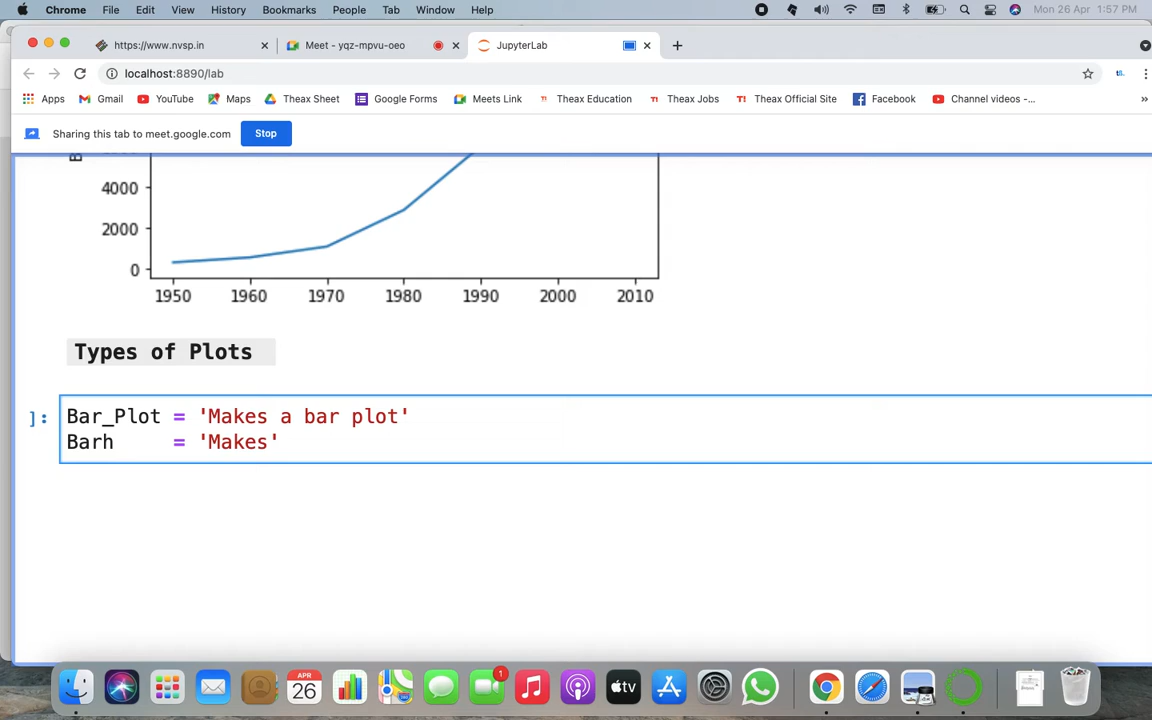 Chrome File Edit View History Bookmarks People Tab Window Help Mon 26 Apr 1:57 PM
https://www.nvsp.in Meet - yqz-mpvu-oeo JupyterLab
localhost:8890/lab
Apps Gmail YouTube Maps Theax Sheet Google Forms Meets Link Theax Education Theax Jobs Theax Official Site Facebook Channel videos -...
Sharing this tab to meet.google.com Stop
4000
2000
0
1950 1960 1970 1980 1990 2000 2010
Types of Plots
]: Bar_Plot = 'Makes a bar plot'
Barh = 'Makes'
APR
26
1
tv